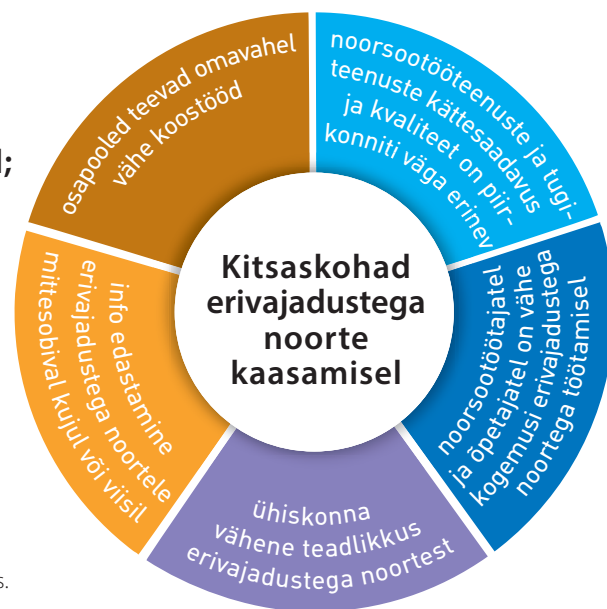 l;
Kitsaskohad
erivajadustega
noorte
kaasamisel
noorsootööteenuste ja tugi-
teenuste kättesaadavus
ja kvaliteet on piir-
konniti väga erinev
noorsootöötajatel
ja õpetajatel on vähe
kogemusi erivajadustega
noortega töötamisel
ühiskonna
vähene teadlikkus
erivajadustega noortest
info edastamine
erivajadustega noortele
mittesobival kujul või viisil
osapooled teevad omavahel
vähe koostööd
s.